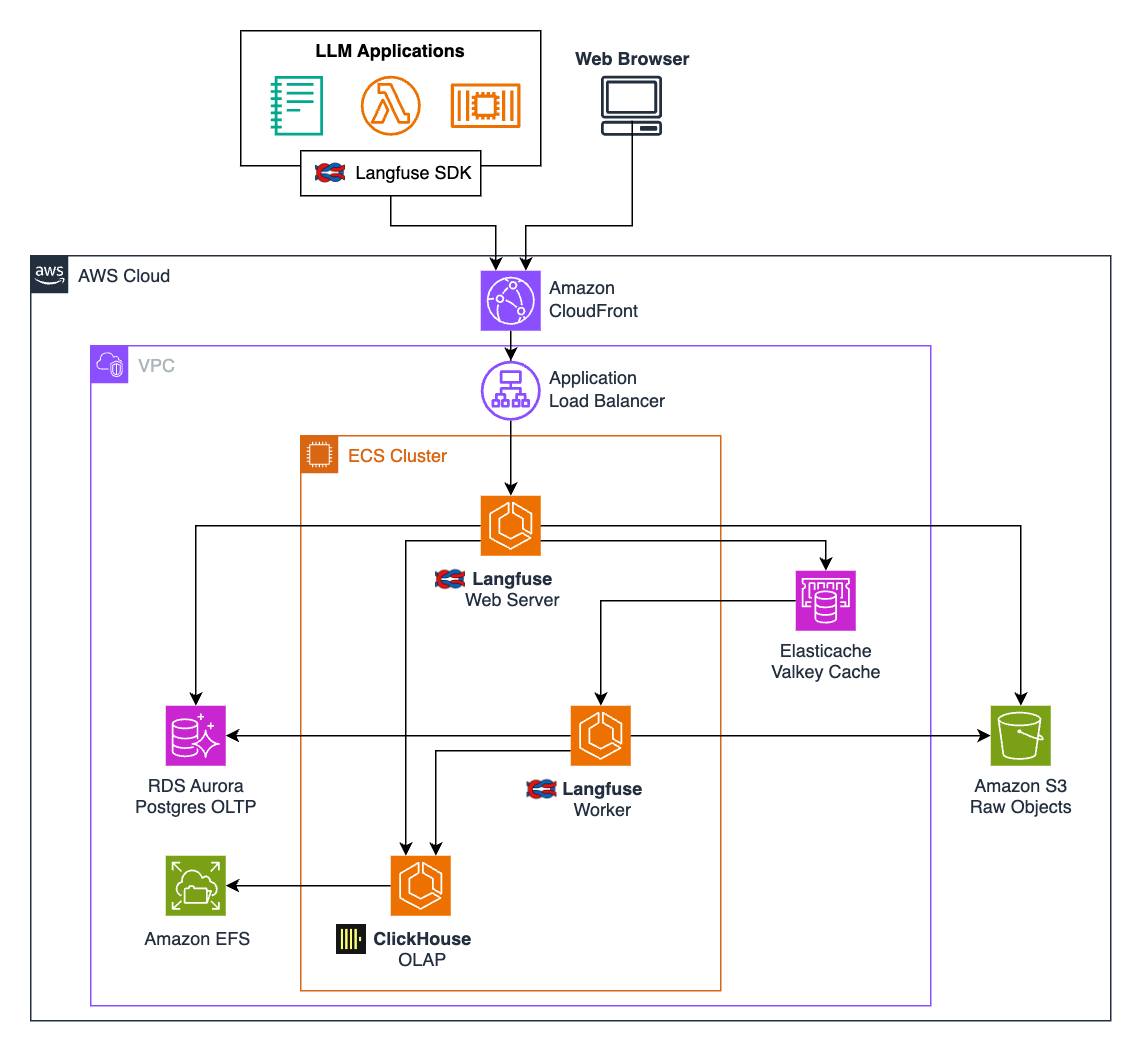 LLM Applications
Web Browser
Langfuse SDK
aws
AWS Cloud
Amazon
CloudFront
VPC
Application
Load Balancer
ECS Cluster
Langfuse
Web Server
Elasticache
Valkey Cache
RDS Aurora
Postgres OLTP
Langfuse
Worker
Amazon S3
Raw Objects
Amazon EFS
ClickHouse
OLAP